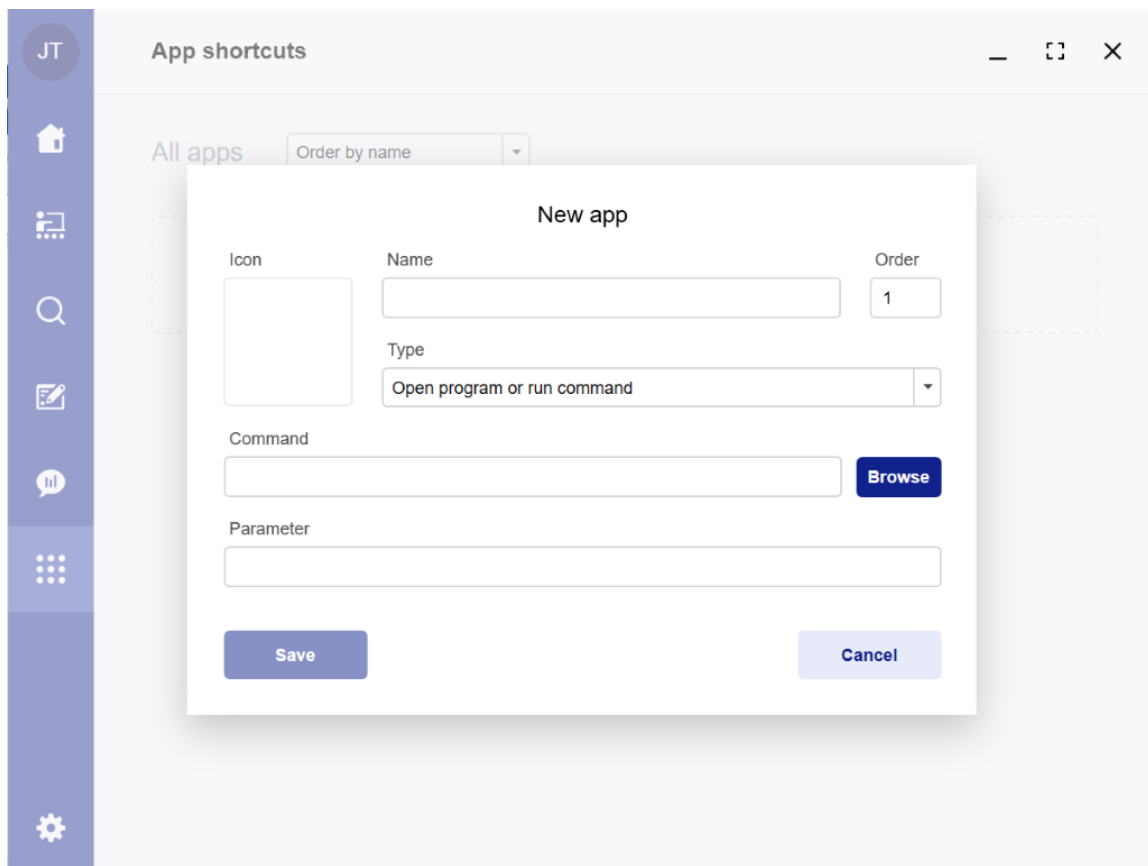 JT
App shortcuts
All apps
Order by name
New app
Icon
Name
Order
1
Type
Open program or run command
Command
Browse
Parameter
Save
Cancel